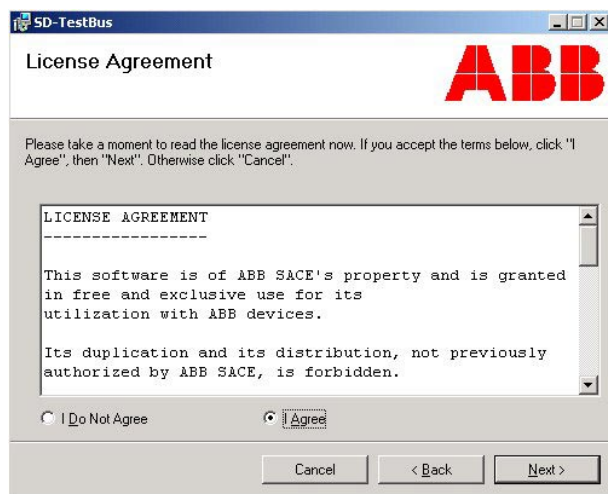 SD-TestBus
License Agreement
ABB
Please take a moment to read the license agreement now. If you accept the terms below, click "I
Agree", then "Next". Otherwise click "Cancel".
LICENSE AGREEMENT
-----------------
This software is of ABB SACE's property and is granted
in free and exclusive use for its
utilization with ABB devices.
Its duplication and its distribution, not previously
authorized by ABB SACE, is forbidden.
I Do Not Agree
I Agree
Cancel
< Back
Next >